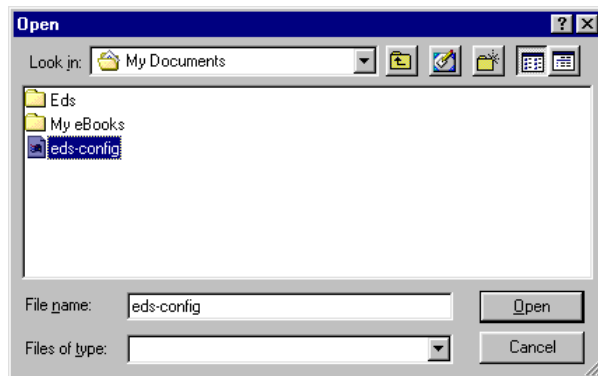 Open
Look in: My Documents
Eds
My eBooks
eds-config
File name: eds-config Open
Files of type: Cancel